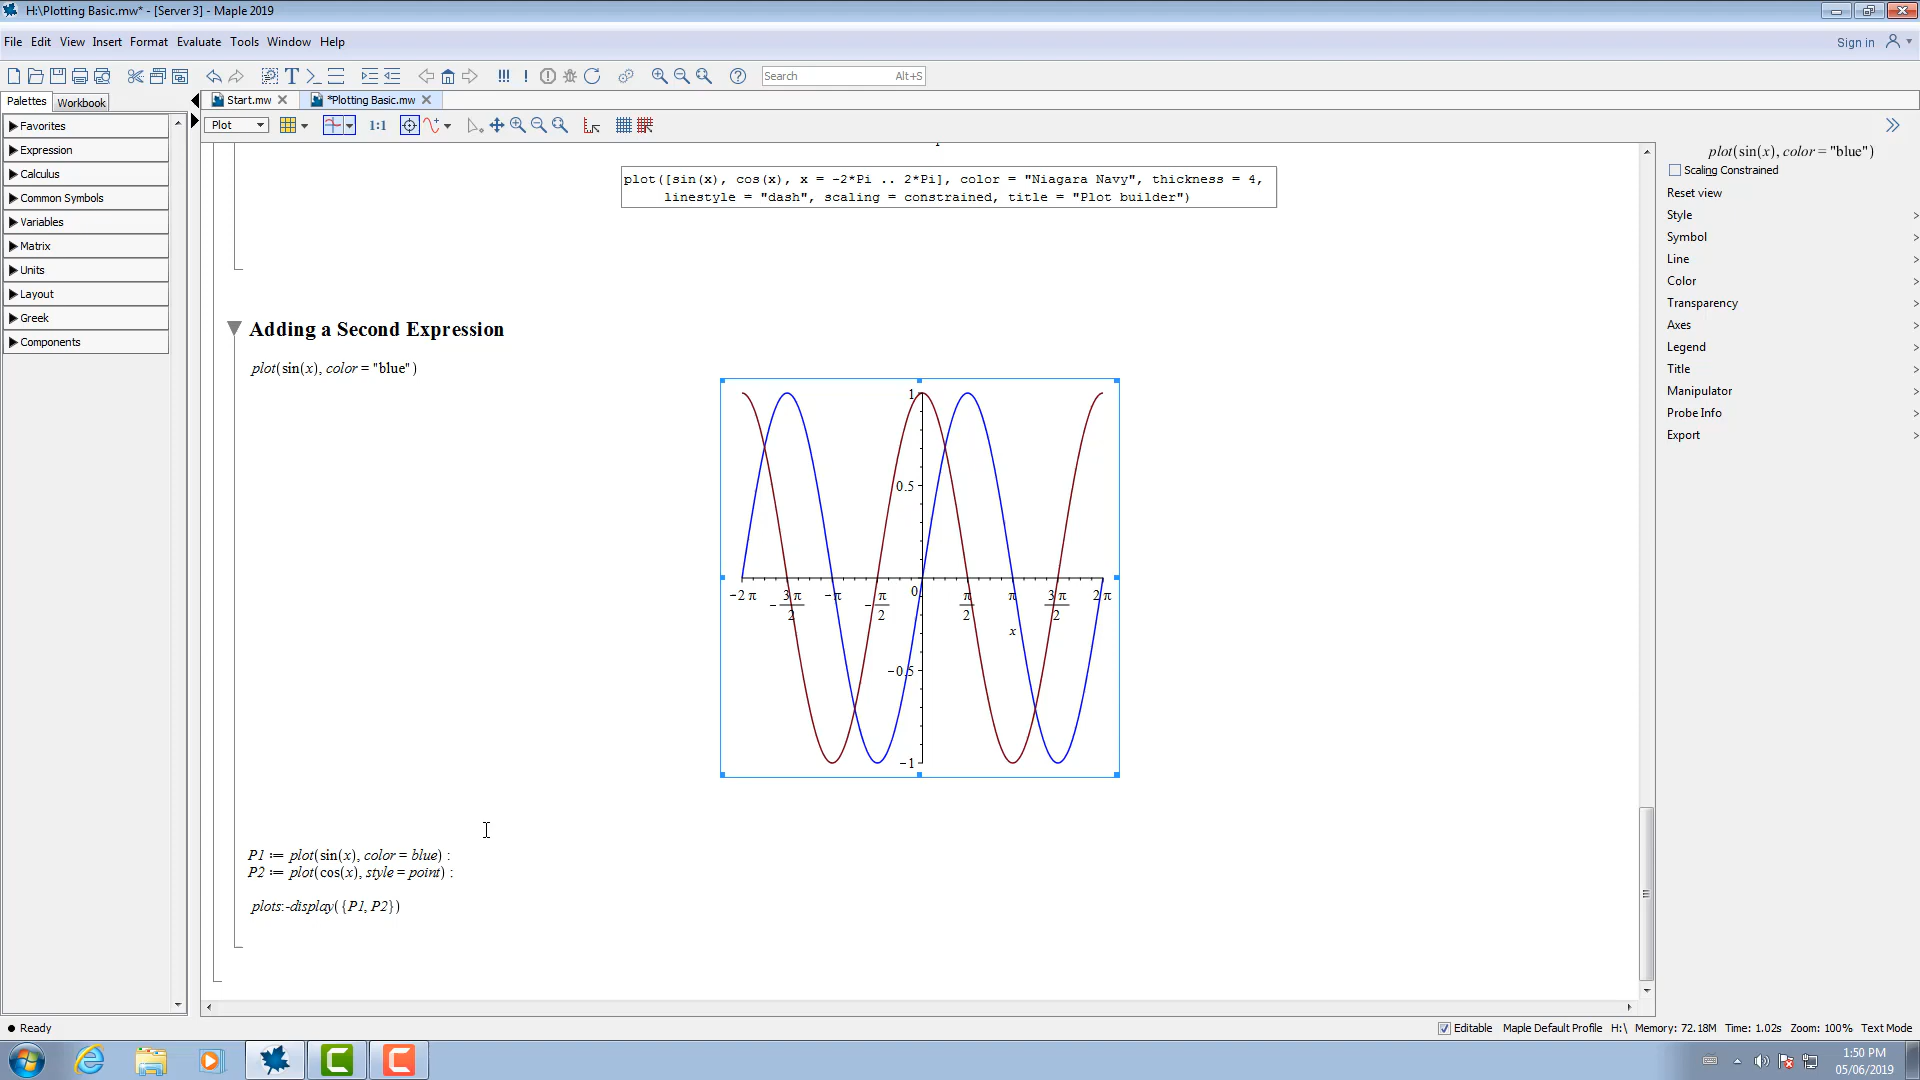 H:\Plotting Basic.mw* - [Server 3] - Maple 2019
File Edit View Insert Format Evaluate Tools Window Help
Sign in
Search Alt+S
Palettes Workbook
Start.mw *Plotting Basic.mw
Plot 1:1
Favorites
Expression
Calculus
Common Symbols
Variables
Matrix
Units
Layout
Greek
Components
plot([sin(x), cos(x), x = -2*Pi .. 2*Pi], color = "Niagara Navy", thickness = 4,
linestyle = "dash", scaling = constrained, title = "Plot builder")
Adding a Second Expression
plot(sin(x), color = "blue")
1
0.5
0
−2 π
− 3 π / 2
−π
− π / 2
π / 2
π
3 π / 2
2 π
x
−0.5
−1
P1 := plot(sin(x), color = blue) :
P2 := plot(cos(x), style = point) :
plots:-display({P1, P2})
plot(sin(x), color = "blue")
Scaling Constrained
Reset view
Style
Symbol
Line
Color
Transparency
Axes
Legend
Title
Manipulator
Probe Info
Export
Ready
Editable Maple Default Profile H:\ Memory: 72.18M Time: 1.02s Zoom: 100% Text Mode
1:50 PM
05/06/2019